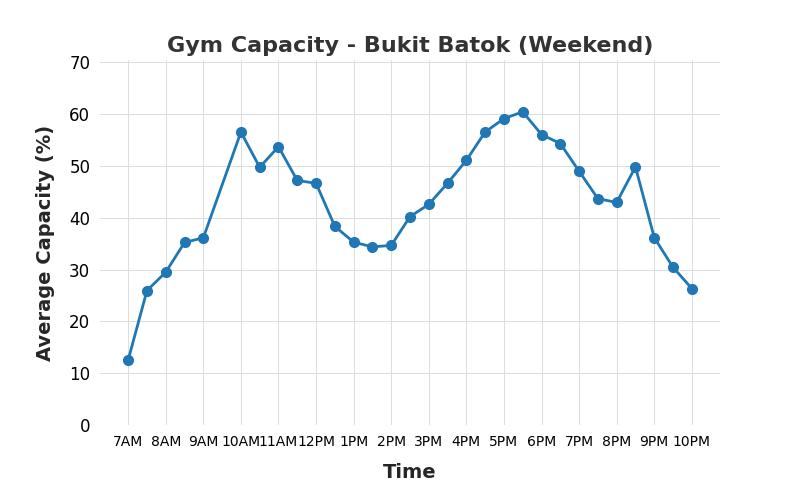 Gym Capacity - Bukit Batok (Weekend)
70
60
50
40
30
20
10
0
Average Capacity (%)
7AM 8AM 9AM 10AM 11AM 12PM 1PM 2PM 3PM 4PM 5PM 6PM 7PM 8PM 9PM 10PM
Time